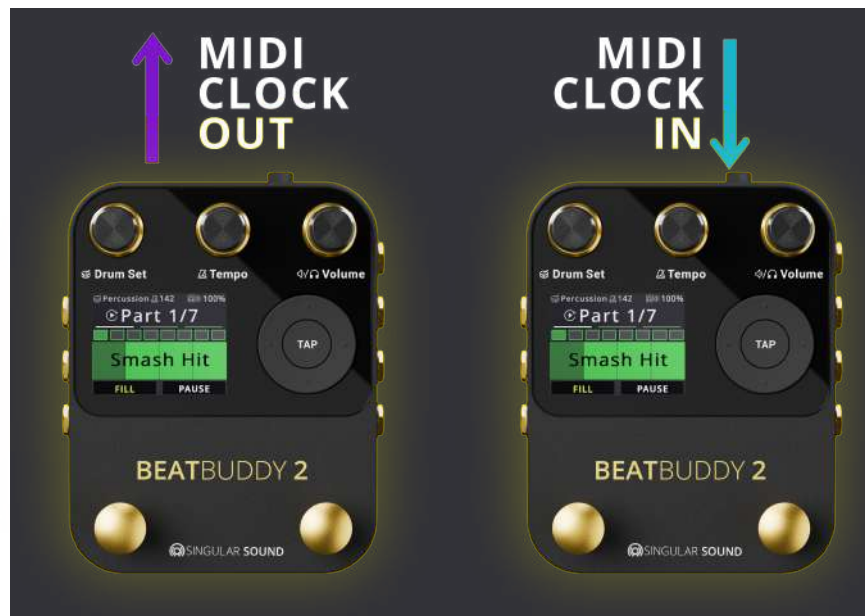 MIDI
CLOCK
OUT
Drum Set
Tempo
Volume
Percussion 142 100%
Part 1/7
Smash Hit
FILL PAUSE
TAP
BEATBUDDY 2
SINGULAR SOUND
MIDI
CLOCK
IN
Drum Set
Tempo
Volume
Percussion 142 100%
Part 1/7
Smash Hit
FILL PAUSE
TAP
BEATBUDDY 2
SINGULAR SOUND